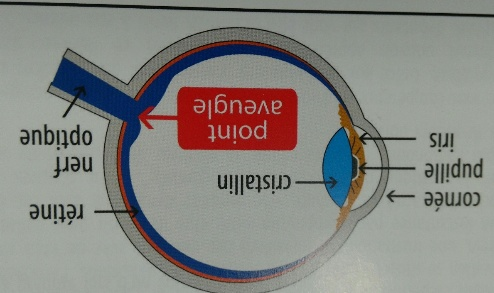 cornée
pupille
iris
cristallin
rétine
nerf
optique
point
aveugle